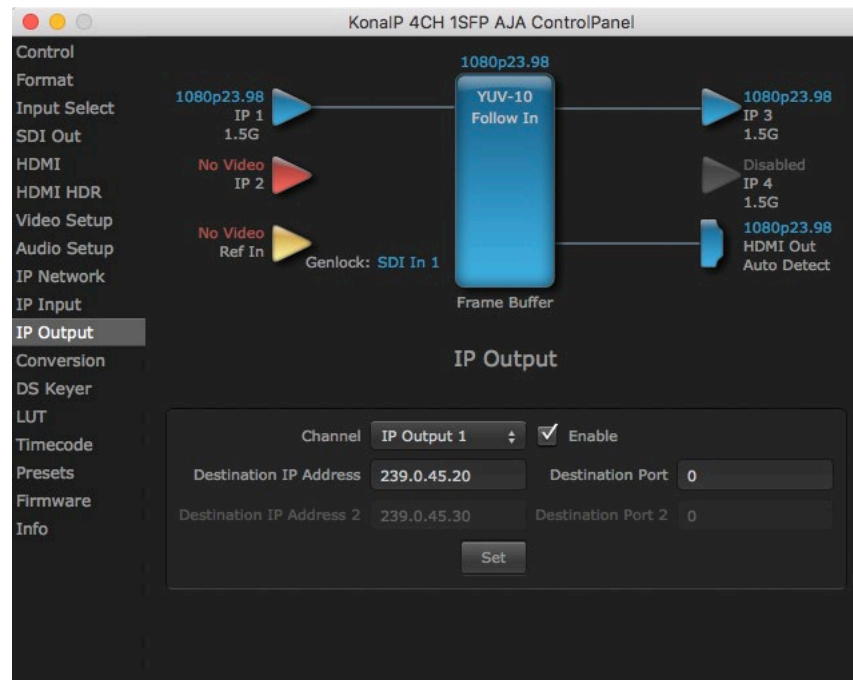 KonaIP 4CH 1SFP AJA ControlPanel
Control
Format
Input Select
SDI Out
HDMI
HDMI HDR
Video Setup
Audio Setup
IP Network
IP Input
IP Output
Conversion
DS Keyer
LUT
Timecode
Presets
Firmware
Info
1080p23.98
IP 1
1.5G
No Video
IP 2
No Video
Ref In
Genlock: SDI In 1
1080p23.98
YUV-10
Follow In
Frame Buffer
1080p23.98
IP 3
1.5G
Disabled
IP 4
1.5G
1080p23.98
HDMI Out
Auto Detect
IP Output
Channel IP Output 1 Enable
Destination IP Address 239.0.45.20 Destination Port 0
Destination IP Address 2 239.0.45.30 Destination Port 2 0
Set